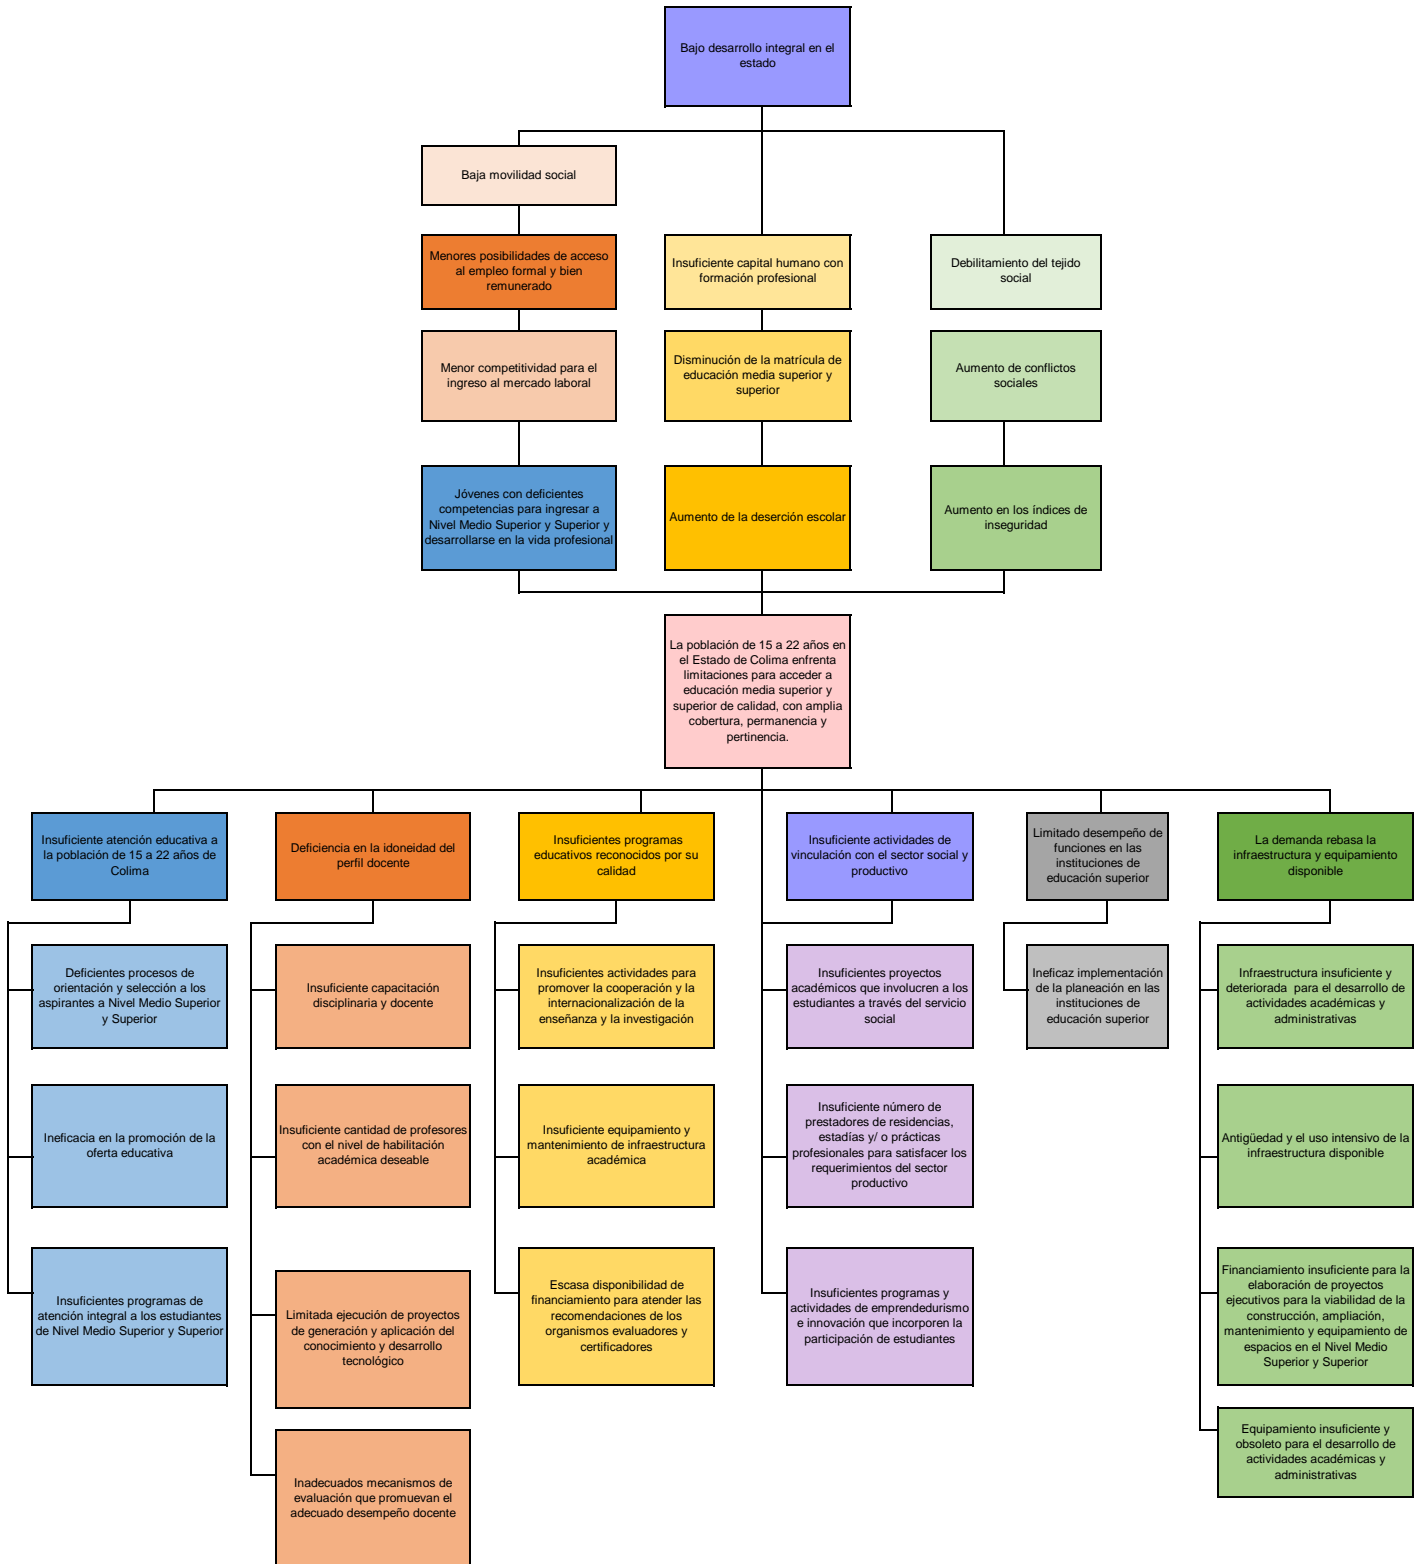 Bajo desarrollo integral en el
estado
Baja movilidad social
Menores posibilidades de acceso
al empleo formal y bien
remunerado
Insuficiente capital humano con
formación profesional
Debilitamiento del tejido
social
Menor competitividad para el
ingreso al mercado laboral
Disminución de la matrícula de
educación media superior y
superior
Aumento de conflictos
sociales
Jóvenes con deficientes
competencias para ingresar a
Nivel Medio Superior y Superior y
desarrollarse en la vida profesional
Aumento de la deserción escolar
Aumento en los índices de
inseguridad
La población de 15 a 22 años en
el Estado de Colima enfrenta
limitaciones para acceder a
educación media superior y
superior de calidad, con amplia
cobertura, permanencia y
pertinencia.
Insuficiente atención educativa a
la población de 15 a 22 años de
Colima
Deficiencia en la idoneidad del
perfil docente
Insuficientes programas
educativos reconocidos por su
calidad
Insuficiente actividades de
vinculación con el sector social y
productivo
Limitado desempeño de
funciones en las
instituciones de
educación superior
La demanda rebasa la
infraestructura y equipamiento
disponible
Deficientes procesos de
orientación y selección a los
aspirantes a Nivel Medio Superior
y Superior
Insuficiente capacitación
disciplinaria y docente
Insuficientes actividades para
promover la cooperación y la
internacionalización de la
enseñanza y la investigación
Insuficientes proyectos
académicos que involucren a los
estudiantes a través del servicio
social
Ineficaz implementación
de la planeación en las
instituciones de
educación superior
Infraestructura insuficiente y
deteriorada para el desarrollo de
actividades académicas y
administrativas
Ineficacia en la promoción de la
oferta educativa
Insuficiente cantidad de profesores
con el nivel de habilitación
académica deseable
Insuficiente equipamiento y
mantenimiento de infraestructura
académica
Insuficiente número de
prestadores de residencias,
estadías y/ o prácticas
profesionales para satisfacer los
requerimientos del sector
productivo
Antigüedad y el uso intensivo de la
infraestructura disponible
Insuficientes programas de
atención integral a los estudiantes
de Nivel Medio Superior y Superior
Limitada ejecución de proyectos
de generación y aplicación del
conocimiento y desarrollo
tecnológico
Escasa disponibilidad de
financiamiento para atender las
recomendaciones de los
organismos evaluadores y
certificadores
Insuficientes programas y
actividades de emprendedurismo
e innovación que incorporen la
participación de estudiantes
Financiamiento insuficiente para la
elaboración de proyectos
ejecutivos para la viabilidad de la
construcción, ampliación,
mantenimiento y equipamiento de
espacios en el Nivel Medio
Superior y Superior
Inadecuados mecanismos de
evaluación que promuevan el
adecuado desempeño docente
Equipamiento insuficiente y
obsoleto para el desarrollo de
actividades académicas y
administrativas